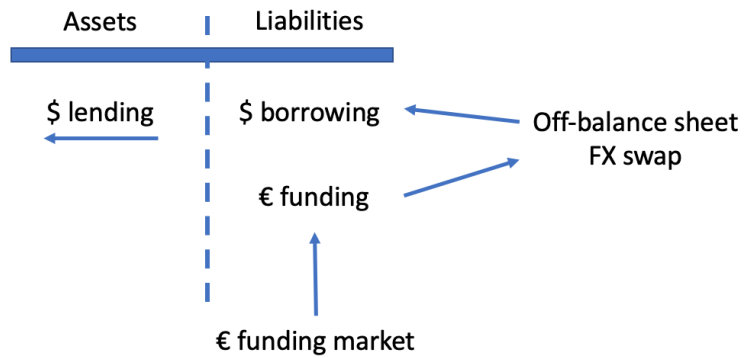 Assets
Liabilities
$ lending
$ borrowing
Off-balance sheet
FX swap
€ funding
€ funding market